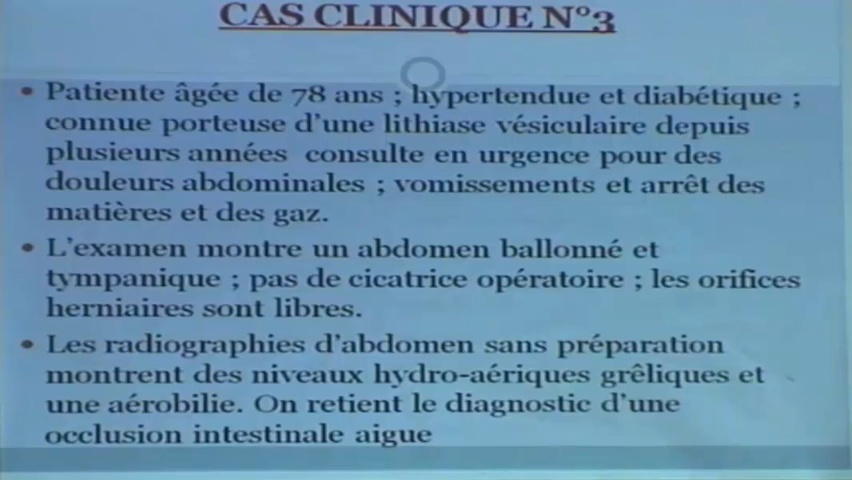 CAS CLINIQUE N°3
• Patiente âgée de 78 ans ; hypertendue et diabétique ;
connue porteuse d'une lithiase vésiculaire depuis
plusieurs années consulte en urgence pour des
douleurs abdominales ; vomissements et arrêt des
matières et des gaz.
• L'examen montre un abdomen ballonné et
tympanique ; pas de cicatrice opératoire ; les orifices
herniaires sont libres.
• Les radiographies d'abdomen sans préparation
montrent des niveaux hydro-aériques grêliques et
une aérobilie. On retient le diagnostic d'une
occlusion intestinale aigue